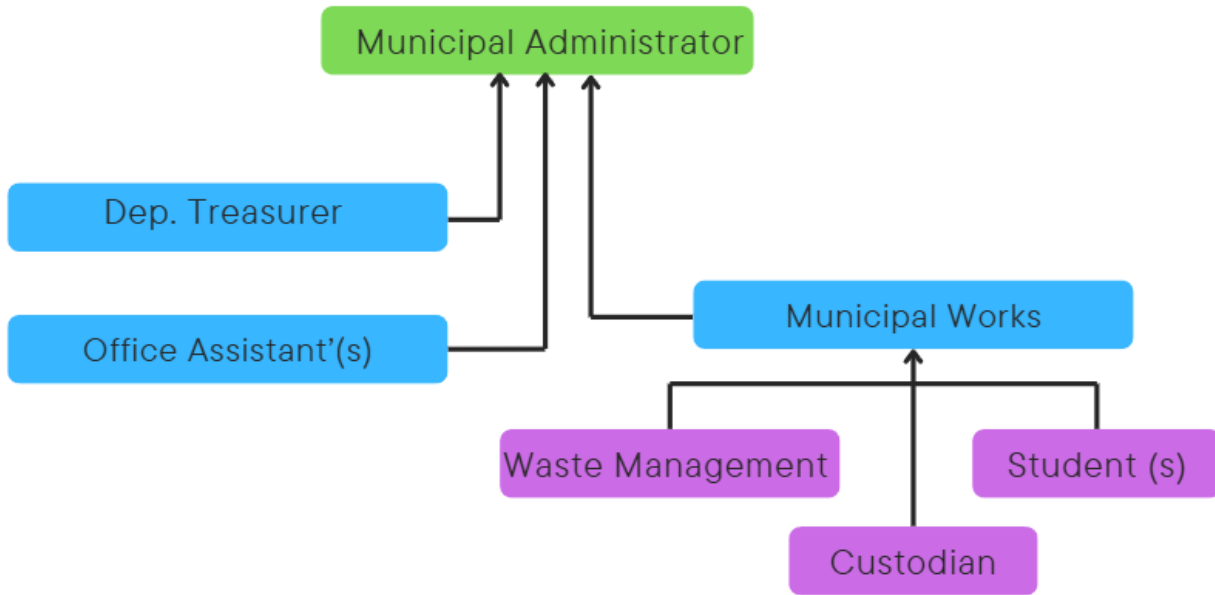 Municipal Administrator
Dep. Treasurer
Office Assistant’(s)
Municipal Works
Waste Management
Student (s)
Custodian